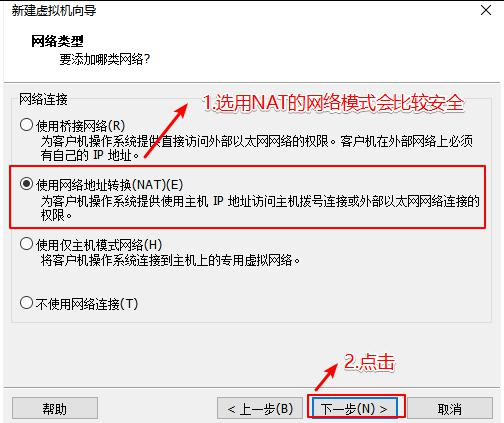 新建虚拟机向导
网络类型
要添加哪类网络?
网络连接
1.选用NAT的网络模式会比较安全
使用桥接网络(R)
为客户机操作系统提供直接访问外部以太网网络的权限。客户机在外部网络上必须
有自己的 IP 地址。
使用网络地址转换(NAT)(E)
为客户机操作系统提供使用主机 IP 地址访问主机拨号连接或外部以太网网络连接的
权限。
使用仅主机模式网络(H)
将客户机操作系统连接到主机上的专用虚拟网络。
不使用网络连接(T)
2.点击
帮助
< 上一步(B)
下一步(N) >
取消